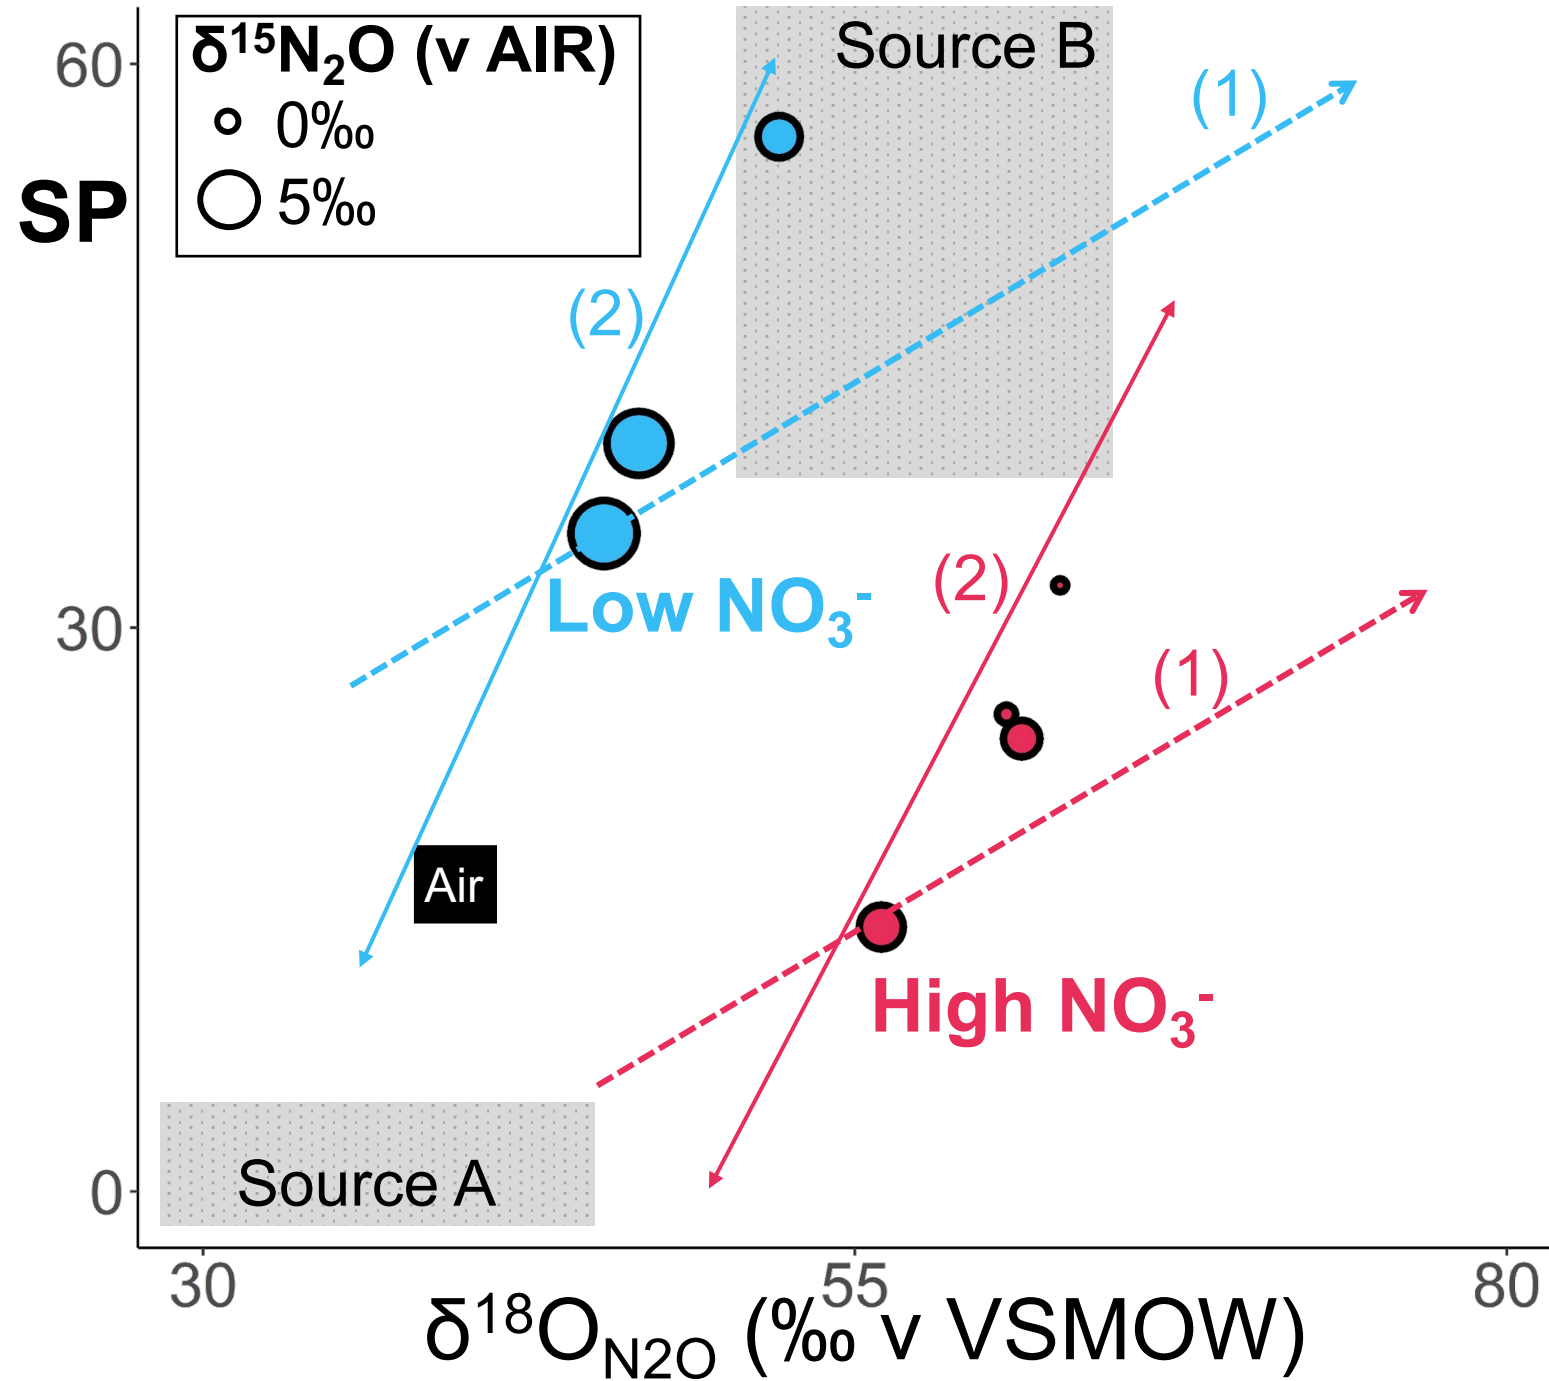 δ¹⁵N₂O (v AIR)
0‰
5‰
60
30
0
SP
Source B
(1)
(2)
Low NO₃⁻
(2)
(1)
Air
High NO₃⁻
Source A
30
55
80
δ¹⁸O_N2O (‰ v VSMOW)